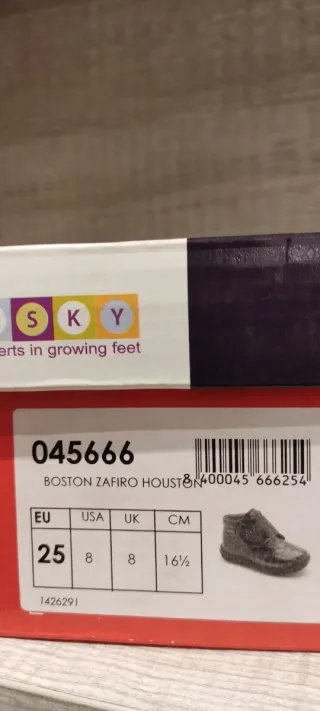 SKY
erts in growing feet
045666
BOSTON ZAFIRO HOUSTON
8 400045 666254
EU USA UK CM
25 8 8 16½
1426291